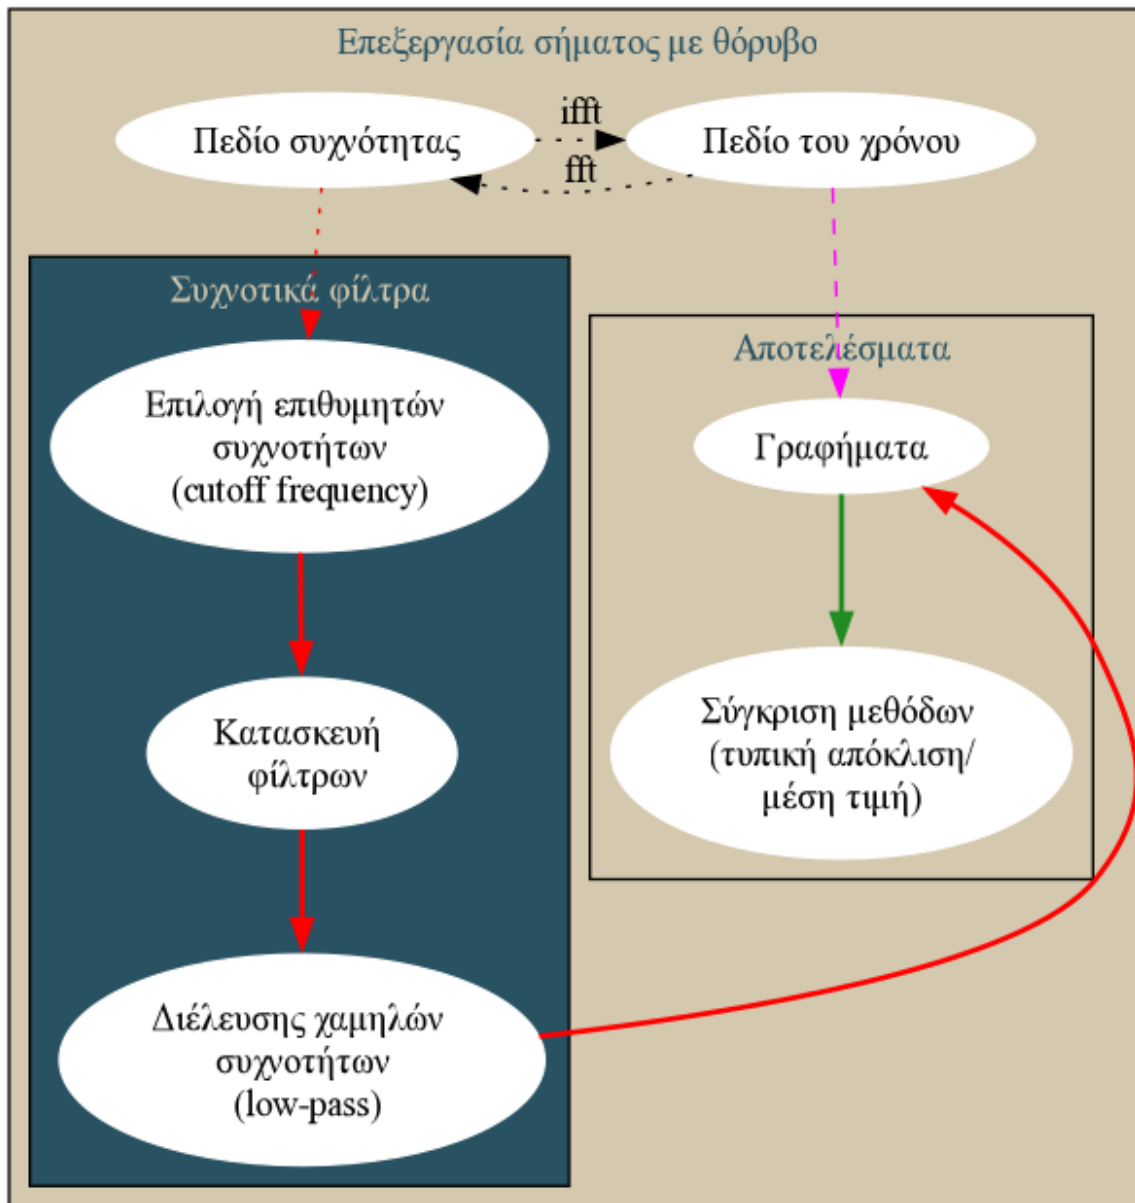 Επεξεργασία σήματος με θόρυβο
Πεδίο συχνότητας
ifft
fft
Πεδίο του χρόνου
Συχνοτικά φίλτρα
Επιλογή επιθυμητών
συχνοτήτων
(cutoff frequency)
Κατασκευή
φίλτρων
Διέλευσης χαμηλών
συχνοτήτων
(low-pass)
Αποτελέσματα
Γραφήματα
Σύγκριση μεθόδων
(τυπική απόκλιση/
μέση τιμή)